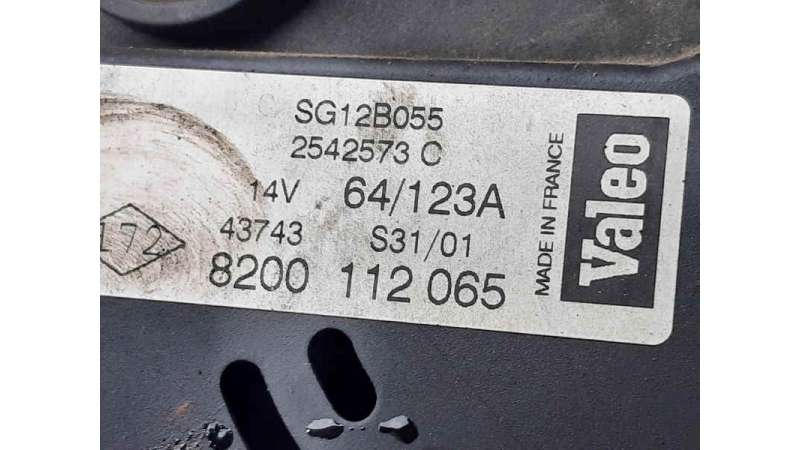 SG12B055
2542573 C
14V 64/123A
43743 S31/01
8200 112 065
172
MADE IN FRANCE
Valeo